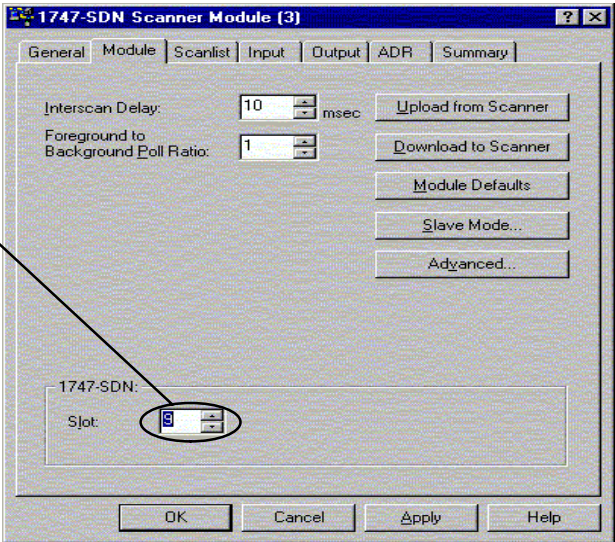 1747-SDN Scanner Module (3)
General Module Scanlist Input Output ADR Summary
Interscan Delay: 10 msec Upload from Scanner
Foreground to
Background Poll Ratio: 1 Download to Scanner
Module Defaults
Slave Mode...
Advanced...
1747-SDN:
Slot: 9
OK Cancel Apply Help